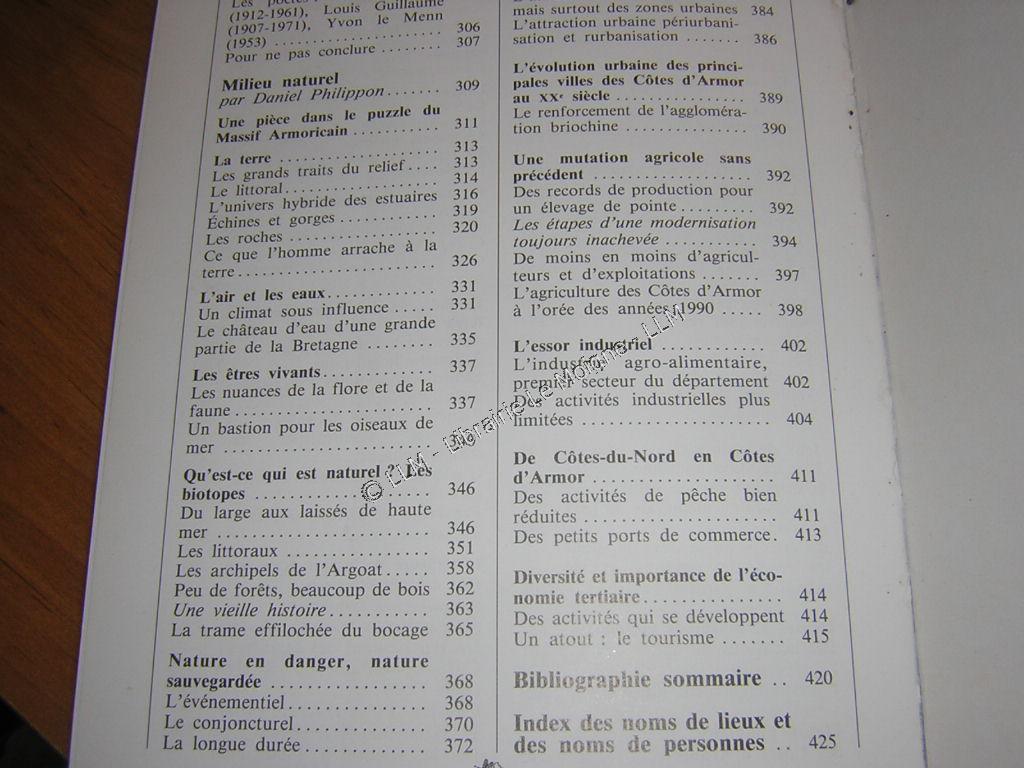 (1912-1961), Louis Guillaume
(1907-1971), Yvon le Menn
(1953) ........................ 306
Pour ne pas conclure ........ 307
Milieu naturel
par Daniel Philippon ....... 309
Une pièce dans le puzzle du
Massif Armoricain ........... 311
La terre ...................... 313
Les grands traits du relief .... 313
Le littoral .................... 314
L'univers hybride des estuaires 316
Échines et gorges ............. 319
Les roches .................... 320
Ce que l'homme arrache à la
terre ......................... 326
L'air et les eaux ............. 331
Un climat sous influence ..... 331
Le château d'eau d'une grande
partie de la Bretagne ........ 335
Les êtres vivants ............. 337
Les nuances de la flore et de la
faune ......................... 337
Un bastion pour les oiseaux de
mer ...........................
Qu'est-ce qui est naturel ? Les
biotopes ...................... 346
Du large aux laissés de haute
mer ........................... 346
Les littoraux ................. 351
Les archipels de l'Argoat ..... 358
Peu de forêts, beaucoup de bois 362
Une vieille histoire ........... 363
La trame effilochée du bocage 365
Nature en danger, nature
sauvegardée ................. 368
L'événementiel ................ 368
Le conjoncturel ............... 370
La longue durée .............. 372
mais surtout des zones urbaines 384
L'attraction urbaine périurbani-
sation et rurbanisation ....... 386
L'évolution urbaine des princi-
pales villes des Côtes d'Armor
au XXe siècle ................ 389
Le renforcement de l'aggloméra-
tion briochine ............... 390
Une mutation agricole sans
précédent ................... 392
Des records de production pour
un élevage de pointe ......... 392
Les étapes d'une modernisation
toujours inachevée ........... 394
De moins en moins d'agricul-
teurs et d'exploitations ....... 397
L'agriculture des Côtes d'Armor
à l'orée des années 1990 ..... 398
L'essor industriel ............ 402
L'industrie agro-alimentaire,
premier secteur du département 402
Des activités industrielles plus
limitées ...................... 404
De Côtes-du-Nord en Côtes
d'Armor ..................... 411
Des activités de pêche bien
réduites ...................... 411
Des petits ports de commerce. 413
Diversité et importance de l'éco-
nomie tertiaire ............... 414
Des activités qui se développent 414
Un atout : le tourisme ....... 415
Bibliographie sommaire .. 420
Index des noms de lieux et
des noms de personnes .. 425
© LLM - Librairie Le Moignan - LLM